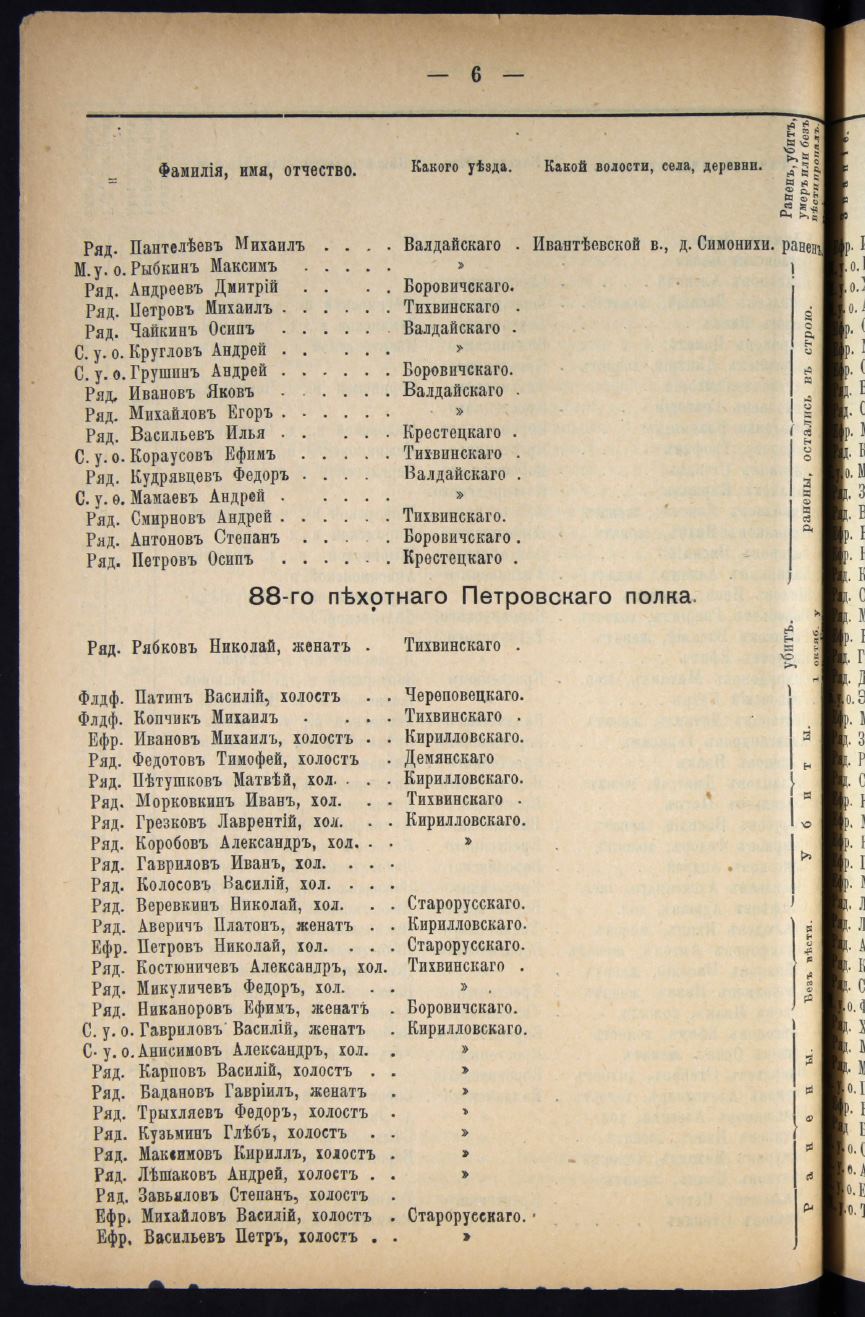 — 6 —
Фамилія, имя, отчество. Какого уѣзда. Какой волости, села, деревни. Раненъ, убитъ, умеръ или безъ вѣсти пропалъ.
Ряд. Пантелѣевъ Михаилъ . . . . Валдайскаго . Ивантѣевской в., д. Симонихи. раненъ
М. у. о. Рыбкинъ Максимъ . . . . . »
Ряд. Андреевъ Дмитрій . . . . Боровичскаго.
Ряд. Петровъ Михаилъ . . . . . . Тихвинскаго .
Ряд. Чайкинъ Осипъ . . . . . . Валдайскаго .
С. у. о. Кругловъ Андрей . . . . . »
С. у. о. Грушинъ Андрей . . . . . . Боровичскаго.
Ряд. Ивановъ Яковъ . . . . . . Валдайскаго .
Ряд. Михайловъ Егоръ . . . . . . »
Ряд. Васильевъ Илья . . . . . Крестецкаго .
С. у. о. Кораусовъ Ефимъ . . . . . Тихвинскаго .
Ряд. Кудрявцевъ Федоръ . . . . Валдайскаго .
С. у. о. Мамаевъ Андрей . . . . . »
Ряд. Смирновъ Андрей . . . . . . Тихвинскаго.
Ряд. Антоновъ Степанъ . . . . . Боровичскаго .
Ряд. Петровъ Осипъ . . . . . . Крестецкаго .
ранены, остались въ строю.
88-го пѣхотнаго Петровскаго полка.
Ряд. Рябковъ Николай, женатъ . Тихвинскаго .
убитъ. 1 октяб. у
Флдф. Патинъ Василій, холостъ . . Череповецкаго.
Флдф. Копчикъ Михаилъ . . . . Тихвинскаго .
Ефр. Ивановъ Михаилъ, холостъ . . Кирилловскаго.
Ряд. Федотовъ Тимофей, холостъ . Демянскаго
Ряд. Пѣтушковъ Матвѣй, хол. . . . Кирилловскаго.
Ряд. Морковкинъ Иванъ, хол. . . Тихвинскаго .
Ряд. Грезковъ Лаврентій, хол. . . Кирилловскаго.
Ряд. Коробовъ Александръ, хол. . . »
Ряд. Гавриловъ Иванъ, хол. . . .
Ряд. Колосовъ Василій, хол. . . .
Ряд. Веревкинъ Николай, хол. . . Старорусскаго.
Убиты.
Ряд. Аверичъ Платонъ, женатъ . . Кирилловскаго.
Ефр. Петровъ Николай, хол. . . . Старорусскаго.
Ряд. Костюничевъ Александръ, хол. Тихвинскаго .
Ряд. Микуличевъ Федоръ, хол. . . » .
Ряд. Никаноровъ Ефимъ, женатъ . Боровичскаго.
Безъ вѣсти.
С. у. о. Гавриловъ Василій, женатъ . Кирилловскаго.
С. у. о. Анисимовъ Александръ, хол. . »
Ряд. Карповъ Василій, холостъ . . »
Ряд. Бадановъ Гавріилъ, женатъ . »
Ряд. Трыхляевъ Федоръ, холостъ . »
Ряд. Кузьминъ Глѣбъ, холостъ . . »
Ряд. Максимовъ Кириллъ, холостъ . »
Ряд. Лѣшаковъ Андрей, холостъ . . »
Ряд. Завьяловъ Степанъ, холостъ .
Ефр. Михайловъ Василій, холостъ . Старорусскаго.
Ефр. Васильевъ Петръ, холостъ . . »
Ранены.